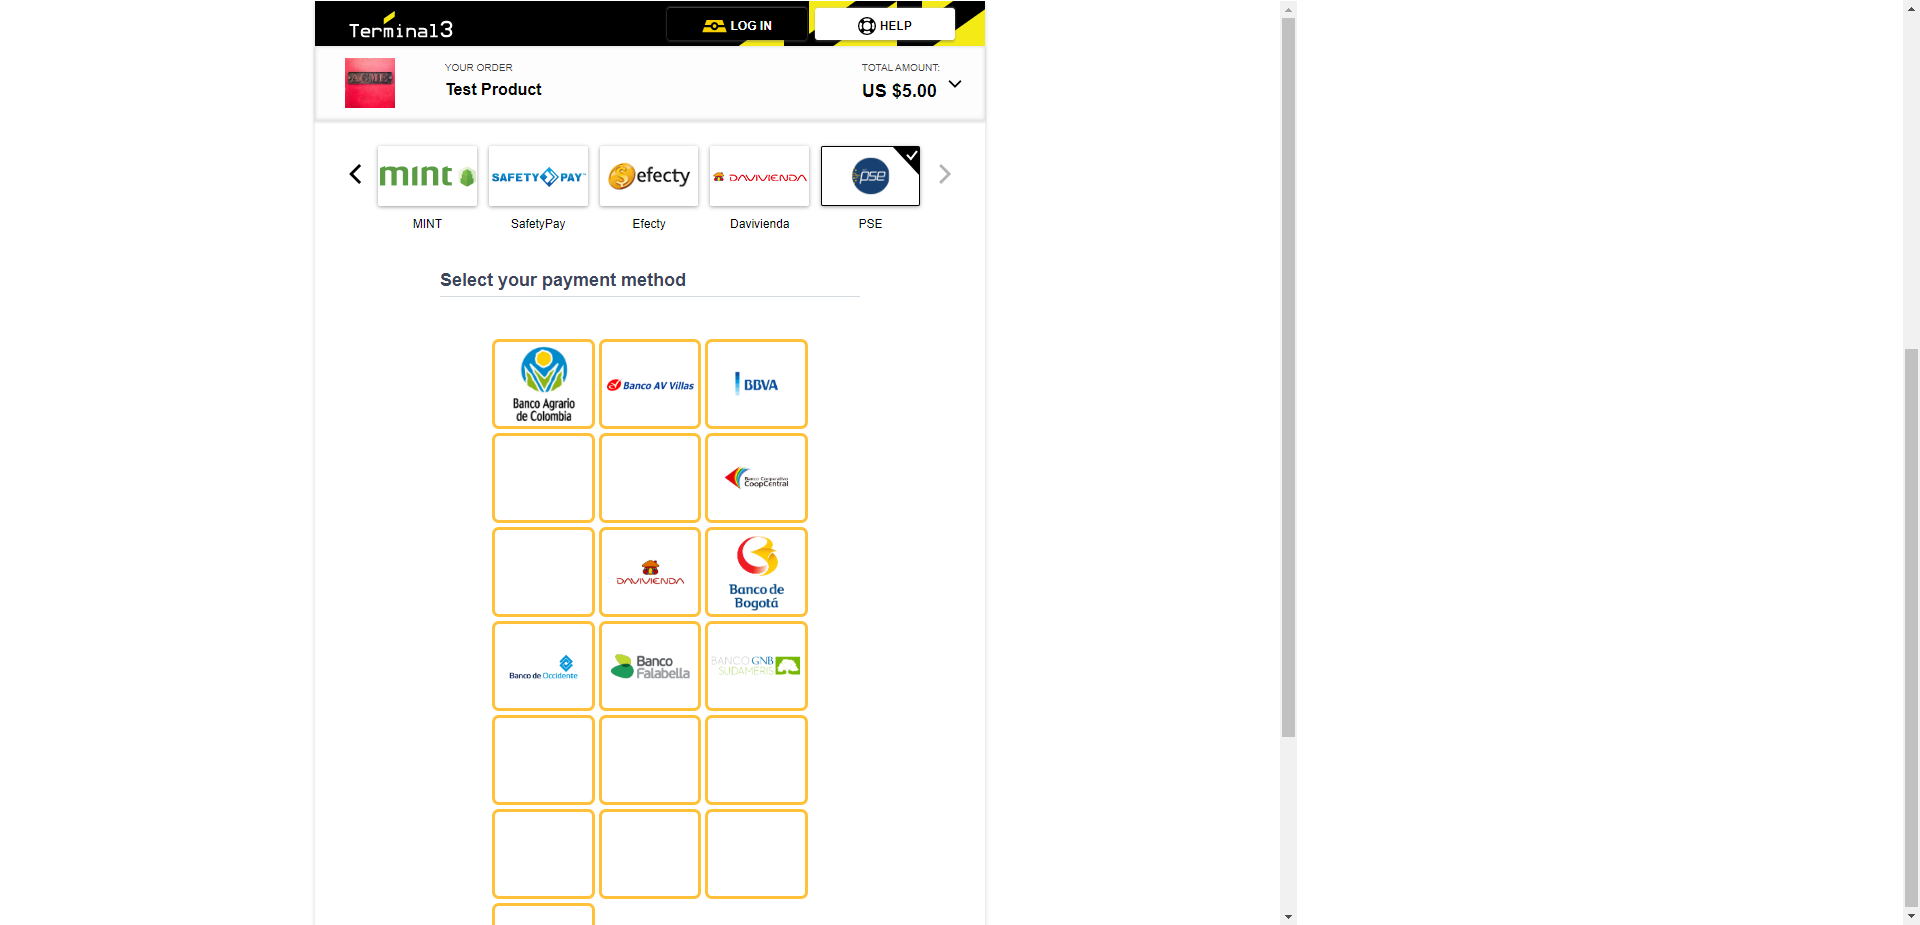 Terminal3
LOG IN
HELP
ACME
YOUR ORDER
Test Product
TOTAL AMOUNT:
US $5.00
mint
SAFETY PAY
efecty
DAVIVIENDA
pse
MINT
SafetyPay
Efecty
Davivienda
PSE
Select your payment method
Banco Agrario
de Colombia
Banco AV Villas
BBVA
Banco Cooperativo
CoopCentral
DAVIVIENDA
Banco de
Bogotá
Banco de Occidente
Banco
Falabella
BANCO GNB
SUDAMERIS